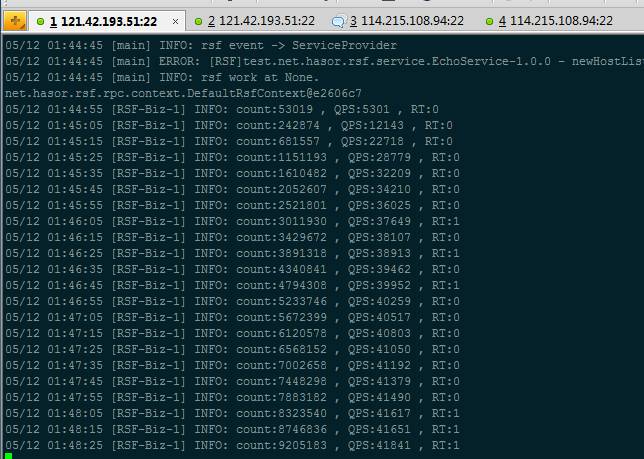 1 121.42.193.51:22 × 2 121.42.193.51:22 3 114.215.108.94:22 4 114.215.108.94:22
05/12 01:44:45 [main] INFO: rsf event -> ServiceProvider
05/12 01:44:45 [main] ERROR: [RSF]test.net.hasor.rsf.service.EchoService-1.0.0 - newHostList
05/12 01:44:45 [main] INFO: rsf work at None.
net.hasor.rsf.rpc.context.DefaultRsfContext@e2606c7
05/12 01:44:55 [RSF-Biz-1] INFO: count:53019 , QPS:5301 , RT:0
05/12 01:45:05 [RSF-Biz-1] INFO: count:242874 , QPS:12143 , RT:0
05/12 01:45:15 [RSF-Biz-1] INFO: count:681557 , QPS:22718 , RT:0
05/12 01:45:25 [RSF-Biz-1] INFO: count:1151193 , QPS:28779 , RT:0
05/12 01:45:35 [RSF-Biz-1] INFO: count:1610482 , QPS:32209 , RT:0
05/12 01:45:45 [RSF-Biz-1] INFO: count:2052607 , QPS:34210 , RT:0
05/12 01:45:55 [RSF-Biz-1] INFO: count:2521801 , QPS:36025 , RT:0
05/12 01:46:05 [RSF-Biz-1] INFO: count:3011930 , QPS:37649 , RT:1
05/12 01:46:15 [RSF-Biz-1] INFO: count:3429672 , QPS:38107 , RT:0
05/12 01:46:25 [RSF-Biz-1] INFO: count:3891318 , QPS:38913 , RT:1
05/12 01:46:35 [RSF-Biz-1] INFO: count:4340841 , QPS:39462 , RT:0
05/12 01:46:45 [RSF-Biz-1] INFO: count:4794308 , QPS:39952 , RT:1
05/12 01:46:55 [RSF-Biz-1] INFO: count:5233746 , QPS:40259 , RT:0
05/12 01:47:05 [RSF-Biz-1] INFO: count:5672399 , QPS:40517 , RT:0
05/12 01:47:15 [RSF-Biz-1] INFO: count:6120578 , QPS:40803 , RT:0
05/12 01:47:25 [RSF-Biz-1] INFO: count:6568152 , QPS:41050 , RT:0
05/12 01:47:35 [RSF-Biz-1] INFO: count:7002658 , QPS:41192 , RT:0
05/12 01:47:45 [RSF-Biz-1] INFO: count:7448298 , QPS:41379 , RT:0
05/12 01:47:55 [RSF-Biz-1] INFO: count:7883182 , QPS:41490 , RT:0
05/12 01:48:05 [RSF-Biz-1] INFO: count:8323540 , QPS:41617 , RT:1
05/12 01:48:15 [RSF-Biz-1] INFO: count:8746836 , QPS:41651 , RT:1
05/12 01:48:25 [RSF-Biz-1] INFO: count:9205183 , QPS:41841 , RT:1